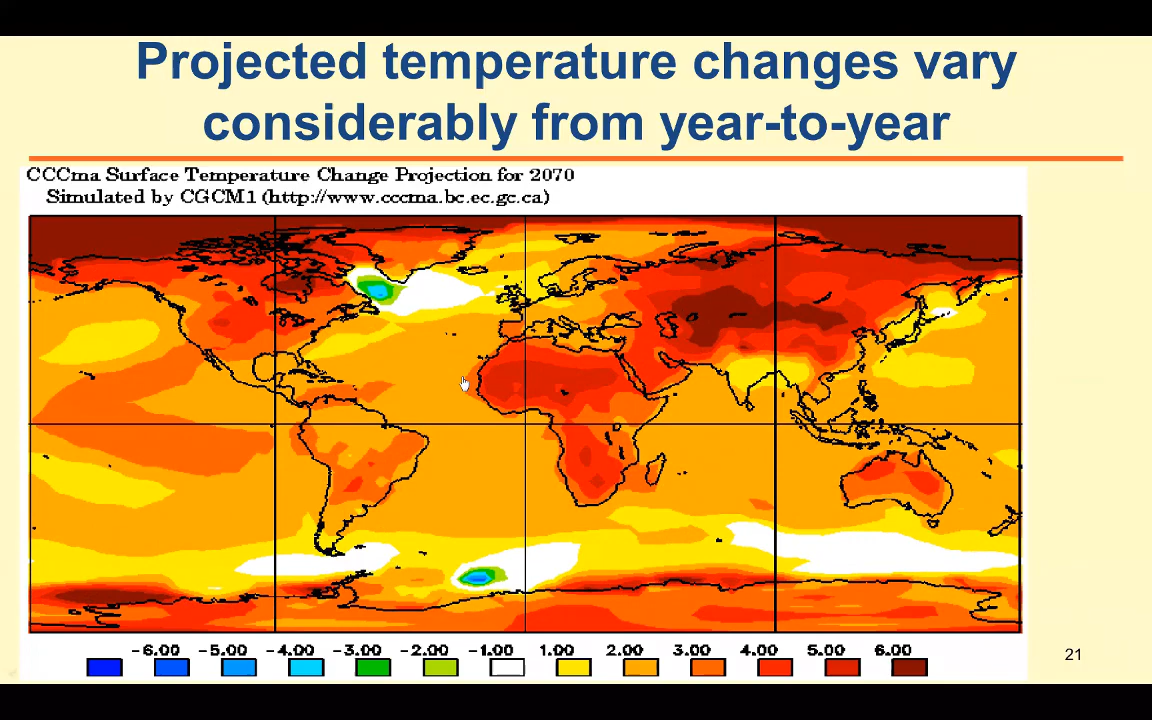 Projected temperature changes vary
considerably from year-to-year
CCCma Surface Temperature Change Projection for 2070
Simulated by CGCM1 (http://www.cccma.bc.ec.gc.ca)
-6.00 -5.00 -4.00 -3.00 -2.00 -1.00 1.00 2.00 3.00 4.00 5.00 6.00
21